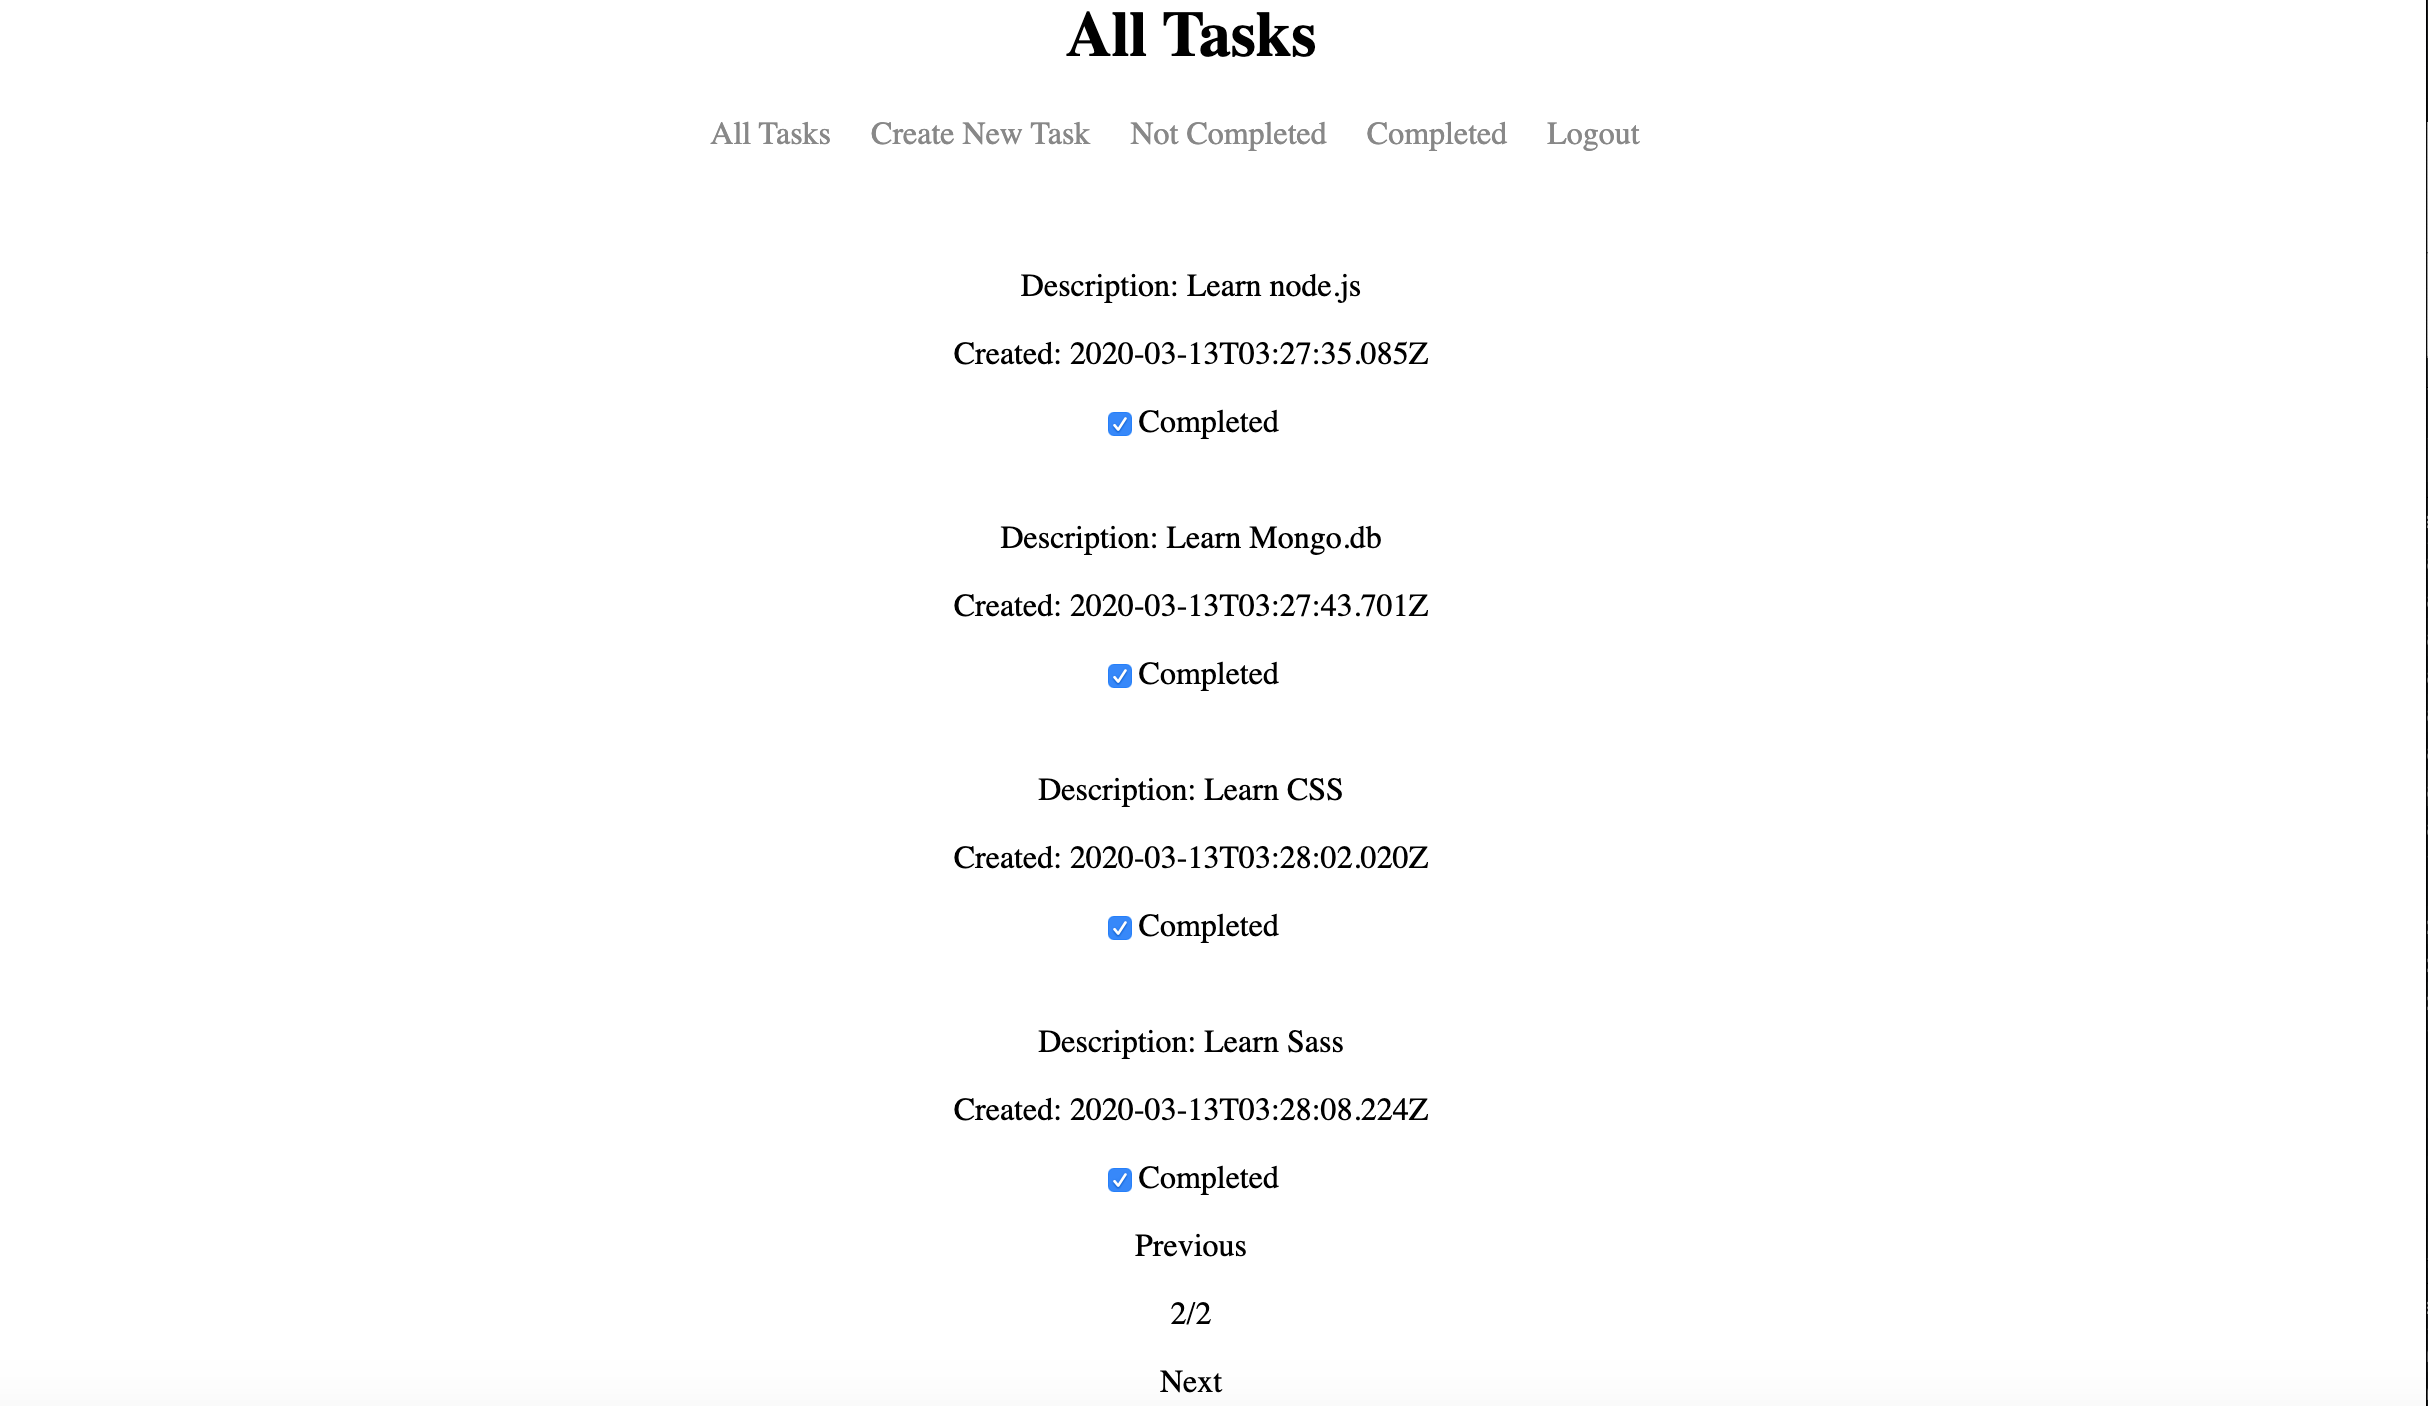 All Tasks
All Tasks Create New Task Not Completed Completed Logout
Description: Learn node.js
Created: 2020-03-13T03:27:35.085Z
Completed
Description: Learn Mongo.db
Created: 2020-03-13T03:27:43.701Z
Completed
Description: Learn CSS
Created: 2020-03-13T03:28:02.020Z
Completed
Description: Learn Sass
Created: 2020-03-13T03:28:08.224Z
Completed
Previous
2/2
Next